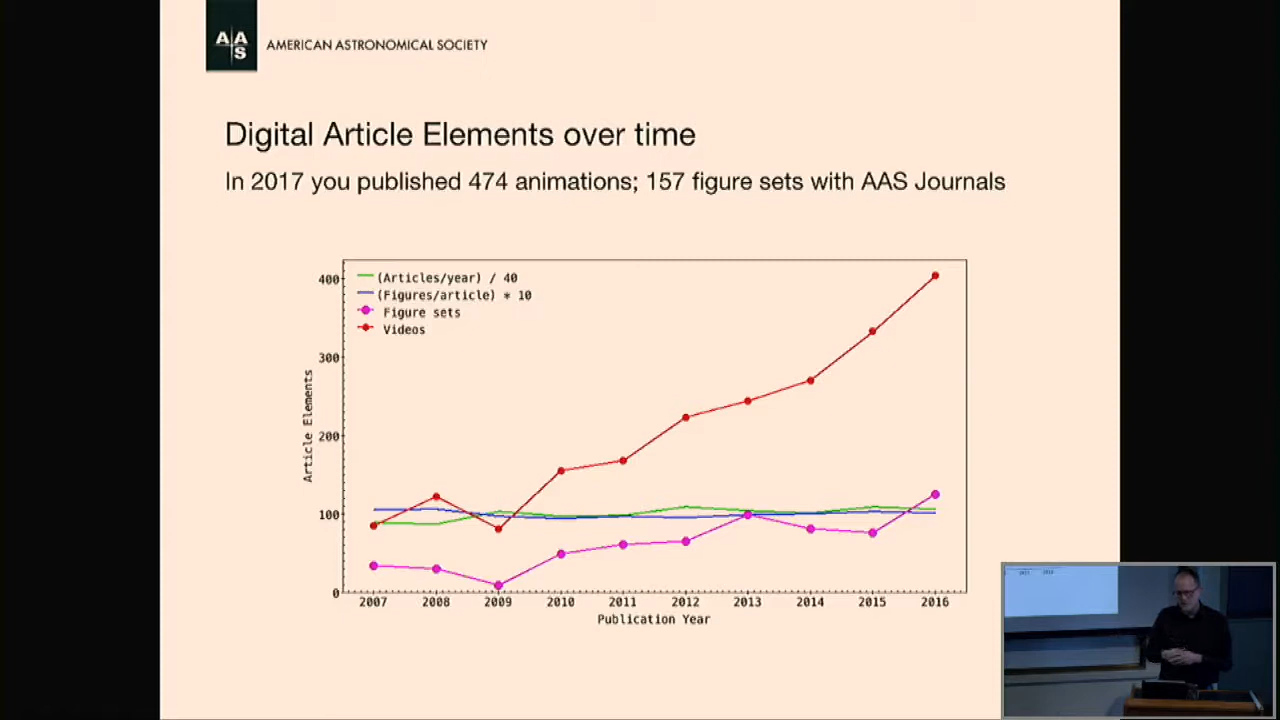 AAS
AMERICAN ASTRONOMICAL SOCIETY
Digital Article Elements over time
In 2017 you published 474 animations; 157 figure sets with AAS Journals
(Articles/year) / 40
(Figures/article) * 10
Figure sets
Videos
400
300
200
100
0
Article Elements
2007 2008 2009 2010 2011 2012 2013 2014 2015 2016
Publication Year